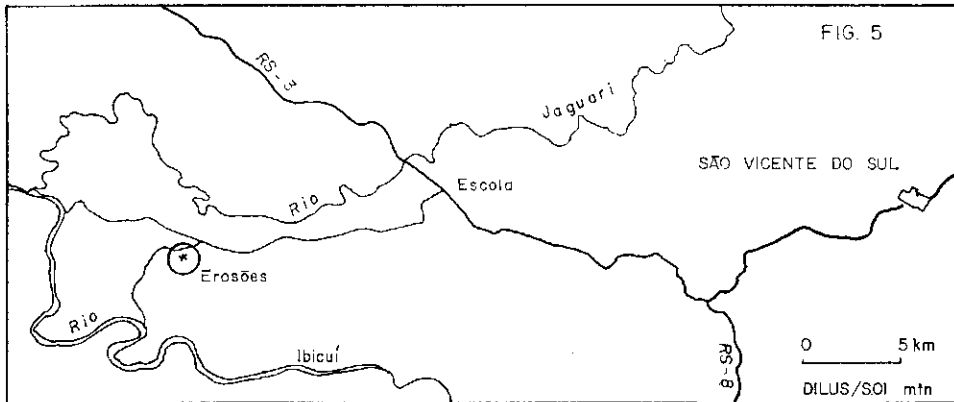 FIG. 5
RS-3
Jaguari
SÃO VICENTE DO SUL
Escola
Rio
Erosões
Rio
Ibicuí
RS-8
0 5 km
DILUS/SOI mtn